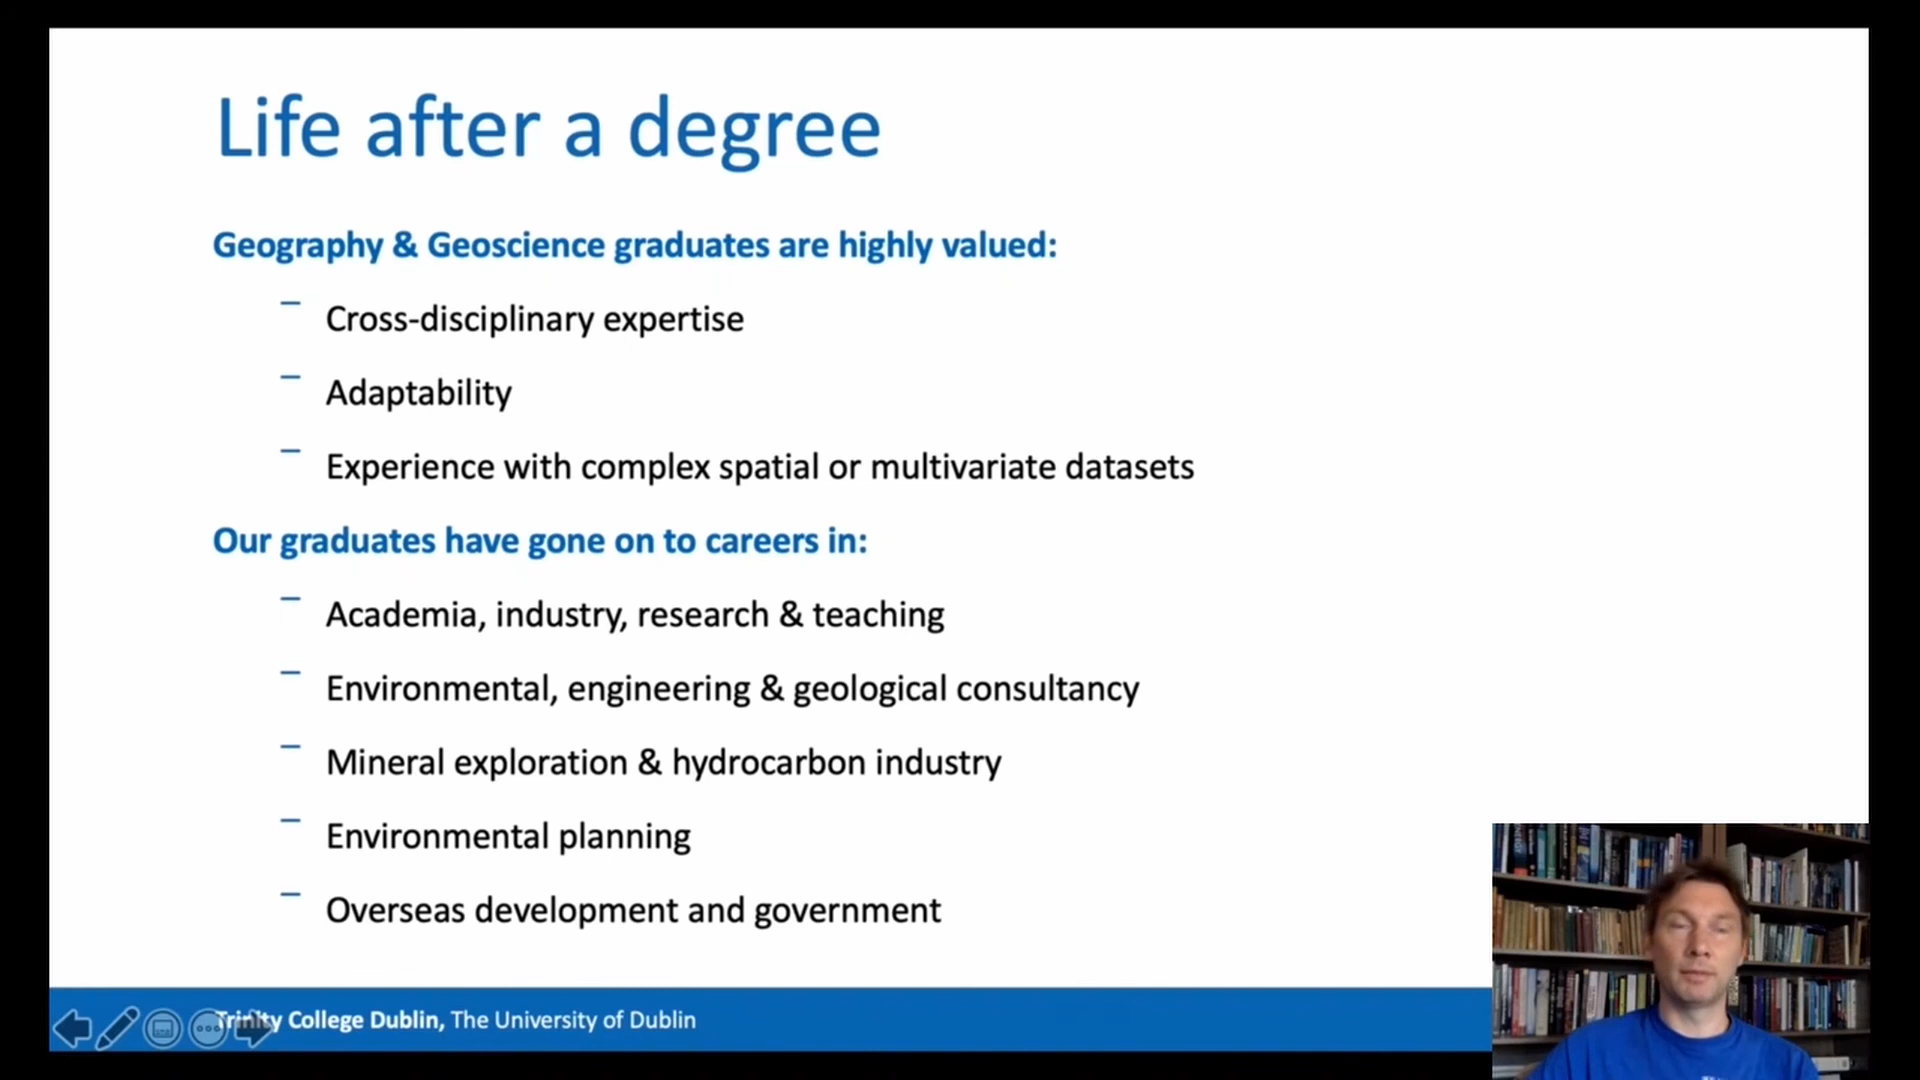 Life after a degree
Geography & Geoscience graduates are highly valued:
– Cross-disciplinary expertise
– Adaptability
– Experience with complex spatial or multivariate datasets
Our graduates have gone on to careers in:
– Academia, industry, research & teaching
– Environmental, engineering & geological consultancy
– Mineral exploration & hydrocarbon industry
– Environmental planning
– Overseas development and government
Trinity College Dublin, The University of Dublin